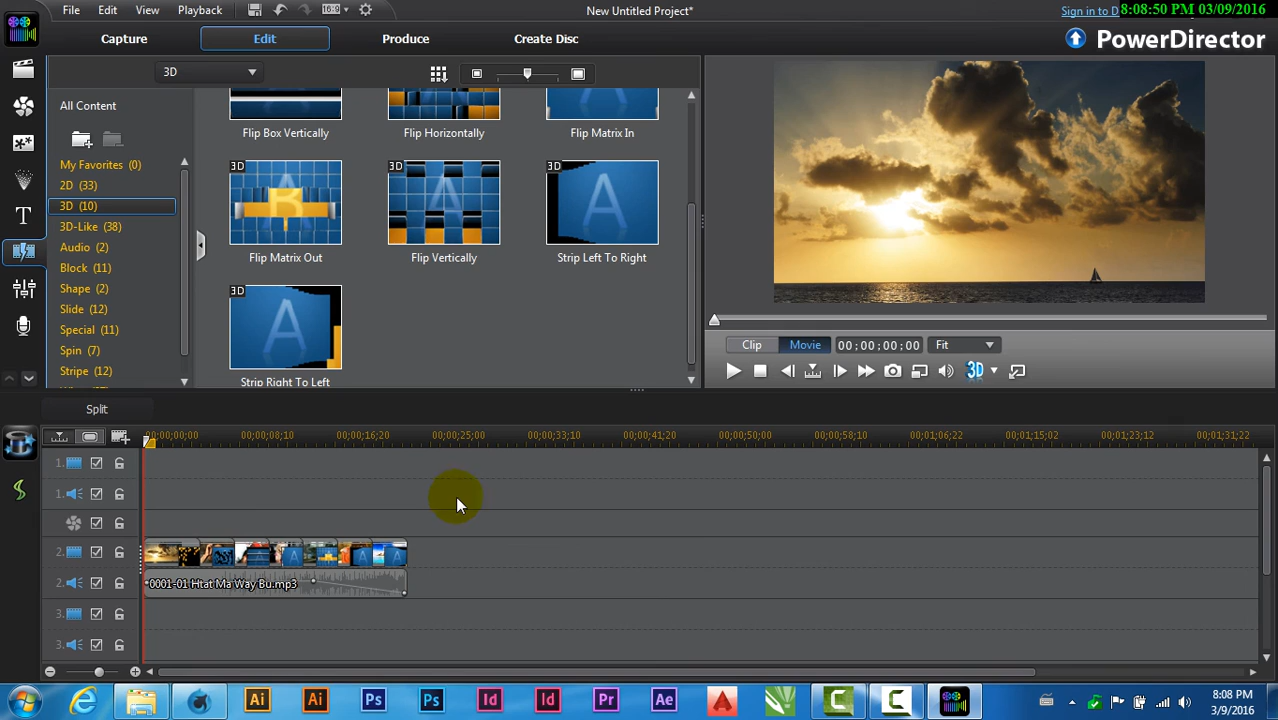 File Edit View Playback 16:9 New Untitled Project* Sign in to D 8:08:50 PM 03/09/2016
Capture Edit Produce Create Disc PowerDirector
3D
All Content
My Favorites (0)
2D (33)
3D (10)
3D-Like (38)
Audio (2)
Block (11)
Shape (2)
Slide (12)
Special (11)
Spin (7)
Stripe (12)
Flip Box Vertically Flip Horizontally Flip Matrix In
3D 3D 3D
Flip Matrix Out Flip Vertically Strip Left To Right
3D
Strip Right To Left
Clip Movie 00;00;00;00 Fit
3D
Split
00;00;00;00 00;00;08;10 00;00;16;20 00;00;25;00 00;00;33;10 00;00;41;20 00;00;50;00 00;00;58;10 00;01;06;22 00;01;15;02 00;01;23;12 00;01;31;22
1.
1.
2.
2. 0001-01 Htat Ma Way Bu.mp3
3.
3.
Ai Ai Ps Ps Id Id Pr Ae 8:08 PM
3/9/2016